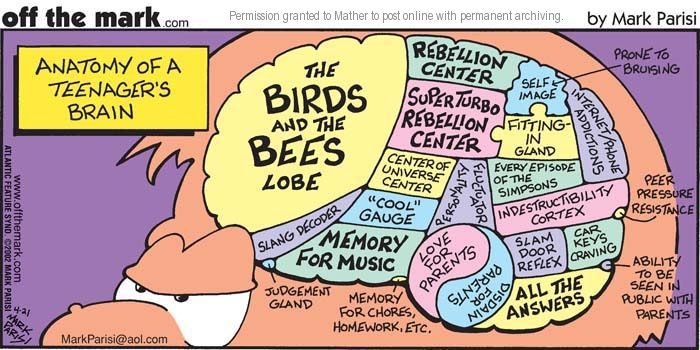 off the mark.com
Permission granted to Mather to post online with permanent archiving.
by Mark Parisi
ANATOMY OF A
TEENAGER'S
BRAIN
THE
BIRDS
AND THE
BEES
LOBE
REBELLION
CENTER
SUPER TURBO
REBELLION
CENTER
SELF
IMAGE
PRONE TO
BRUISING
FITTING-
IN
GLAND
INTERNET/PHONE
ADDICTIONS
CENTER OF
UNIVERSE
CENTER
PERSONALITY
FLUCTUATOR
EVERY EPISODE
OF THE
SIMPSONS
INDESTRUCTIBILITY
CORTEX
PEER
PRESSURE
RESISTANCE
"COOL"
GAUGE
SLANG DECODER
MEMORY
FOR MUSIC
LOVE
FOR
PARENTS
DISDAIN
FOR
PARENTS
SLAM
DOOR
REFLEX
CAR
KEYS
CRAVING
ALL THE
ANSWERS
ABILITY
TO BE
SEEN IN
PUBLIC WITH
PARENTS
JUDGEMENT
GLAND
MEMORY
FOR CHORES,
HOMEWORK, ETC.
www.offthemark.com
ATLANTIC FEATURE SYND. ©2002 MARK PARISI
4-21
MARK
PARISI
MarkParisi@aol.com